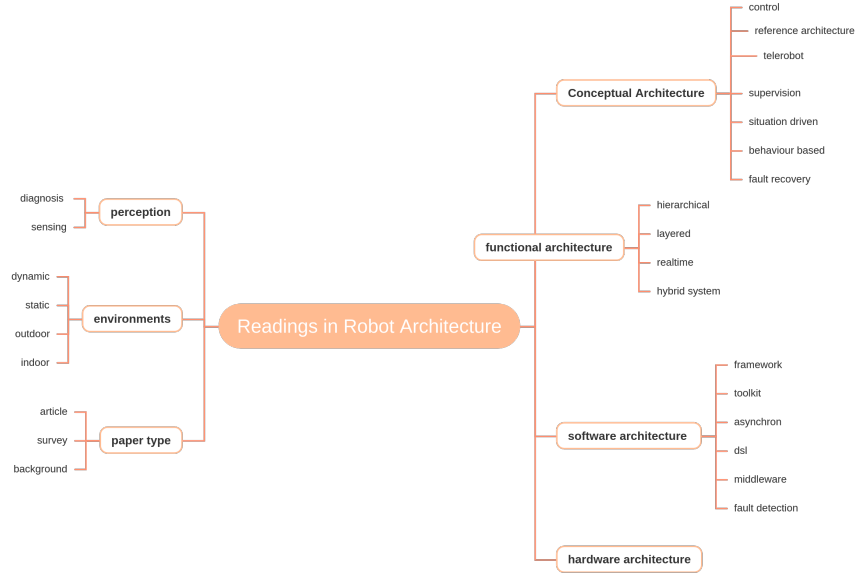 Readings in Robot Architecture
perception
diagnosis
sensing
environments
dynamic
static
outdoor
indoor
paper type
article
survey
background
Conceptual Architecture
control
reference architecture
telerobot
supervision
situation driven
behaviour based
fault recovery
functional architecture
hierarchical
layered
realtime
hybrid system
software architecture
framework
toolkit
asynchron
dsl
middleware
fault detection
hardware architecture